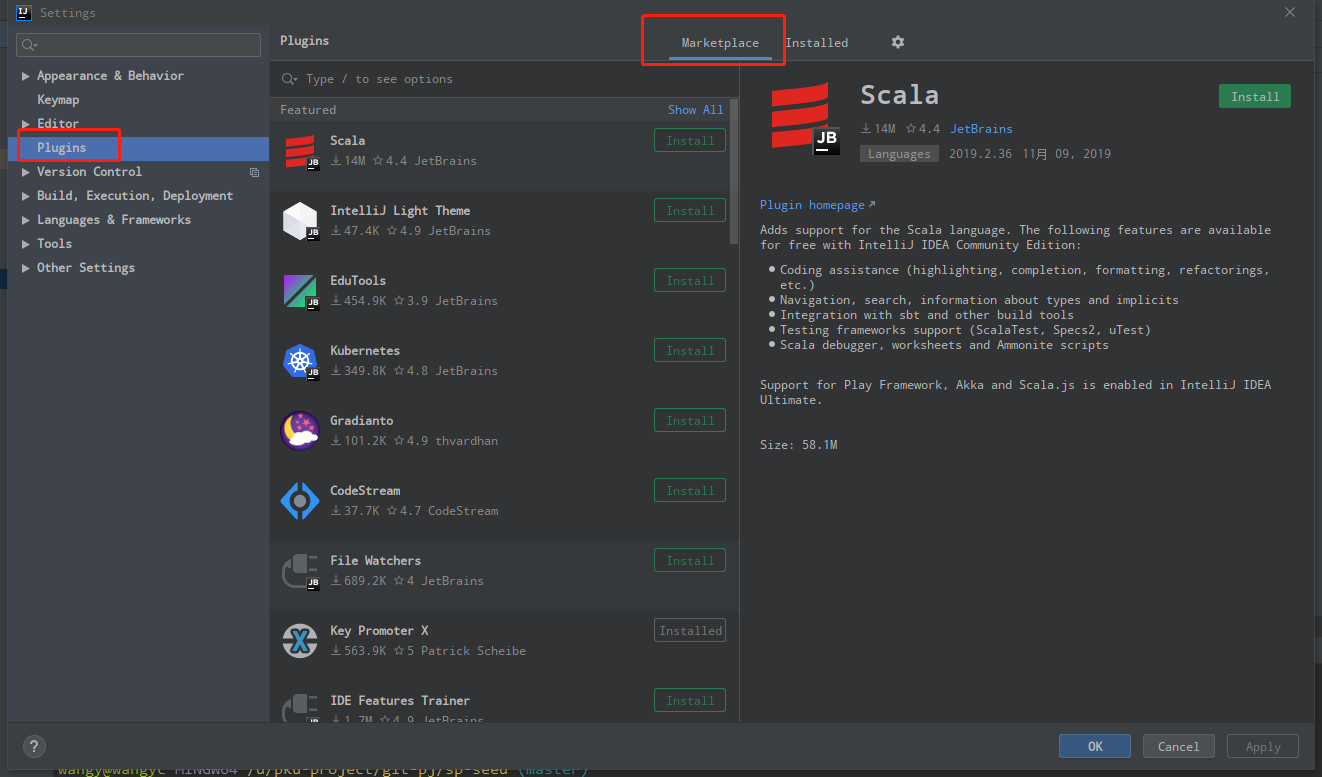 Settings
Appearance & Behavior
Keymap
Editor
Plugins
Version Control
Build, Execution, Deployment
Languages & Frameworks
Tools
Other Settings
Plugins
Marketplace
Installed
Type / to see options
Featured
Show All
Scala
Install
14M 4.4 JetBrains
IntelliJ Light Theme
Install
47.4K 4.9 JetBrains
EduTools
Install
454.9K 3.9 JetBrains
Kubernetes
Install
349.8K 4.8 JetBrains
Gradianto
Install
101.2K 4.9 thvardhan
CodeStream
Install
37.7K 4.7 CodeStream
File Watchers
Install
689.2K 4 JetBrains
Key Promoter X
Installed
563.9K 5 Patrick Scheibe
IDE Features Trainer
Install
1.7M 4.9 JetBrains
JB
Scala
Install
14M 4.4 JetBrains
Languages 2019.2.36 11月 09, 2019
Plugin homepage
Adds support for the Scala language. The following features are available
for free with IntelliJ IDEA Community Edition:
Coding assistance (highlighting, completion, formatting, refactorings,
etc.)
Navigation, search, information about types and implicits
Integration with sbt and other build tools
Testing frameworks support (ScalaTest, Specs2, uTest)
Scala debugger, worksheets and Ammonite scripts
Support for Play Framework, Akka and Scala.js is enabled in IntelliJ IDEA
Ultimate.
Size: 58.1M
?
OK
Cancel
Apply
wangy@wangyc MINGW64 /d/pku-project/git-pj/sp-seed (master)